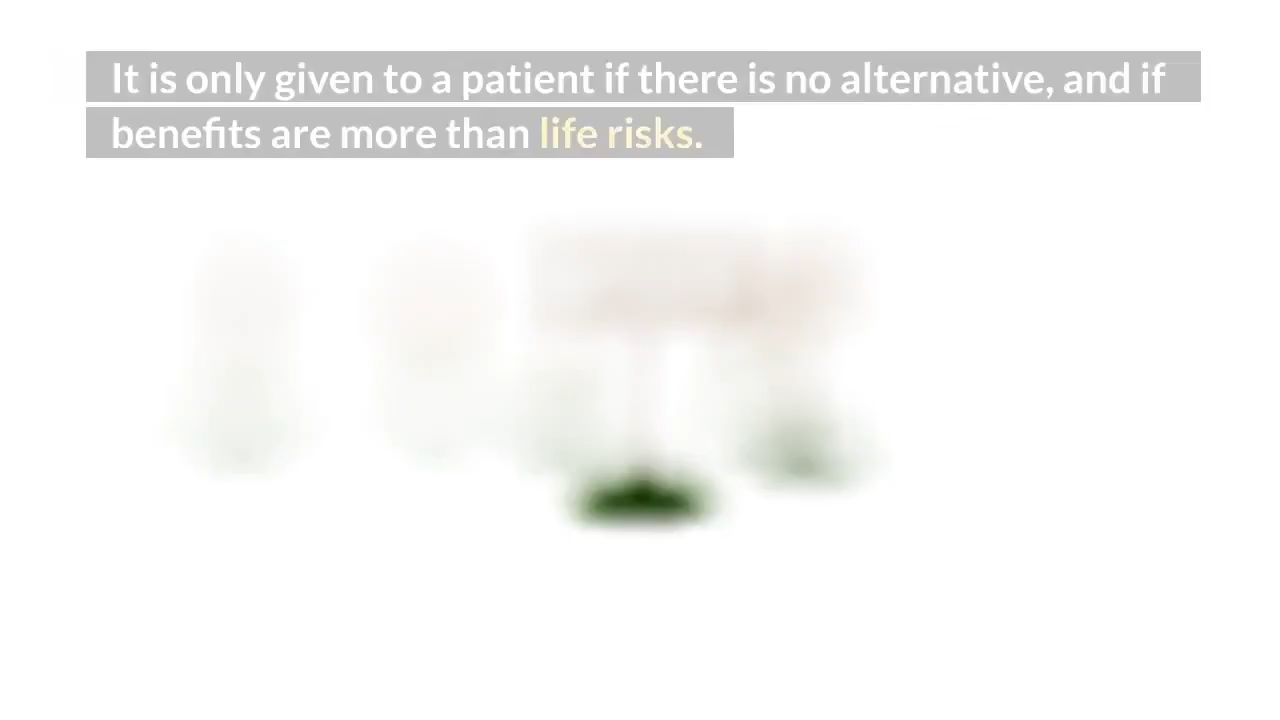 It is only given to a patient if there is no alternative, and if
benefits are more than life risks.